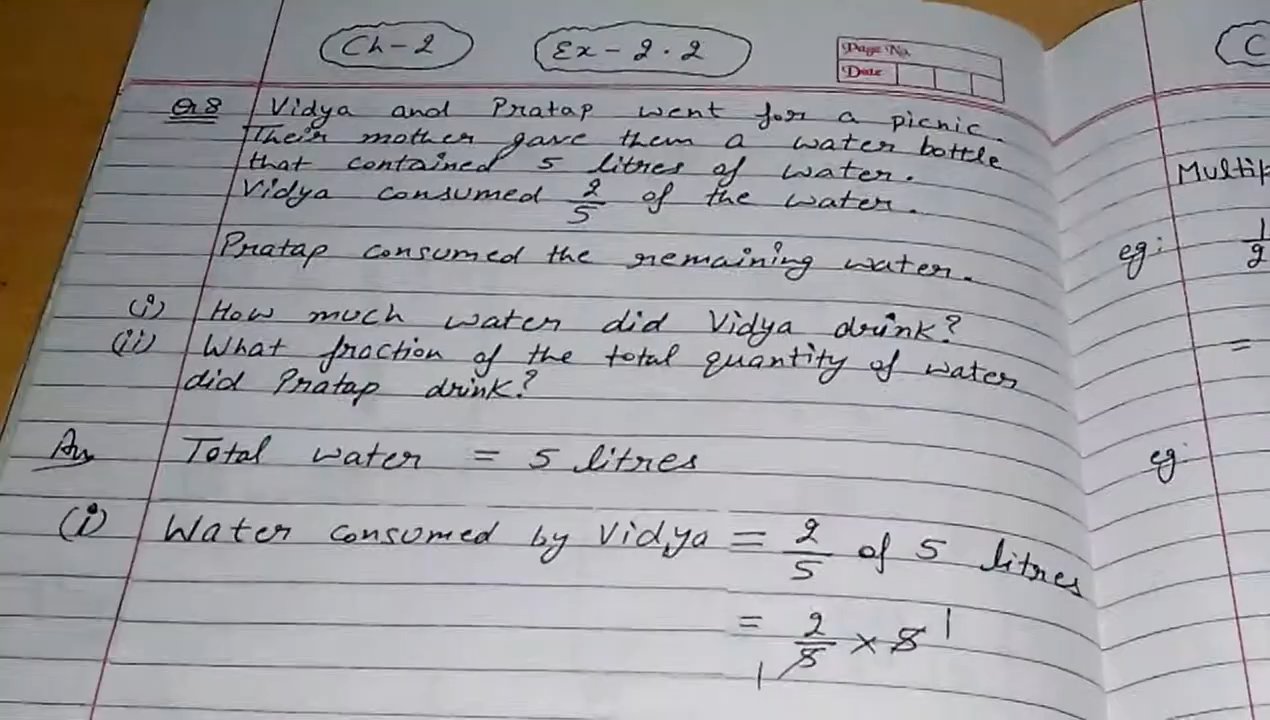 Ch-2 Ex-2.2
Page No.
Date
Q8 Vidya and Pratap went for a picnic.
Their mother gave them a water bottle
that contained 5 litres of water.
Vidya consumed 2/5 of the water.
Pratap consumed the remaining water.
(i) How much water did Vidya drink?
(ii) What fraction of the total quantity of water
did Pratap drink?
Ans Total water = 5 litres
(i) Water consumed by Vidya = 2/5 of 5 litres
= 2/5 × 5 1
1
C
Multip
eg: 1/2
=
eg: